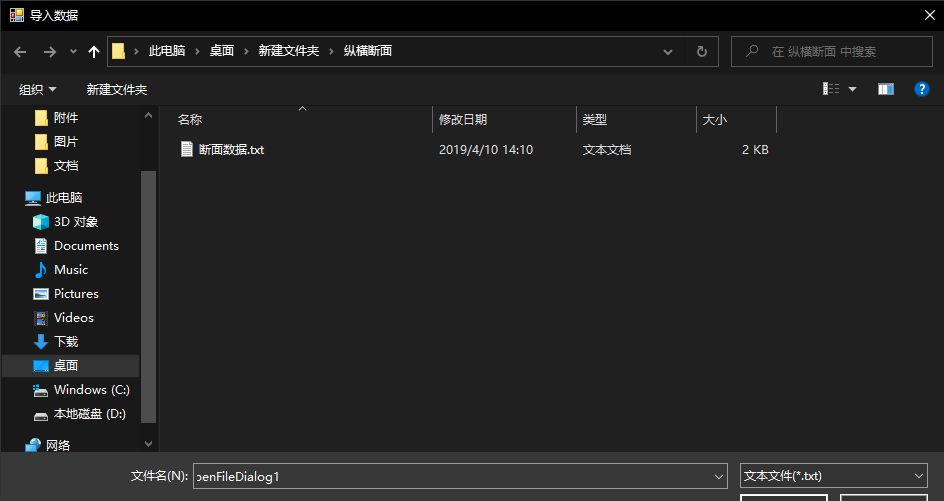 导入数据
此电脑 › 桌面 › 新建文件夹 › 纵横断面
在 纵横断面 中搜索
组织 新建文件夹
附件
图片
文档
此电脑
3D 对象
Documents
Music
Pictures
Videos
下载
桌面
Windows (C:)
本地磁盘 (D:)
网络
名称 修改日期 类型 大小
断面数据.txt 2019/4/10 14:10 文本文档 2 KB
文件名(N): penFileDialog1 文本文件(*.txt)